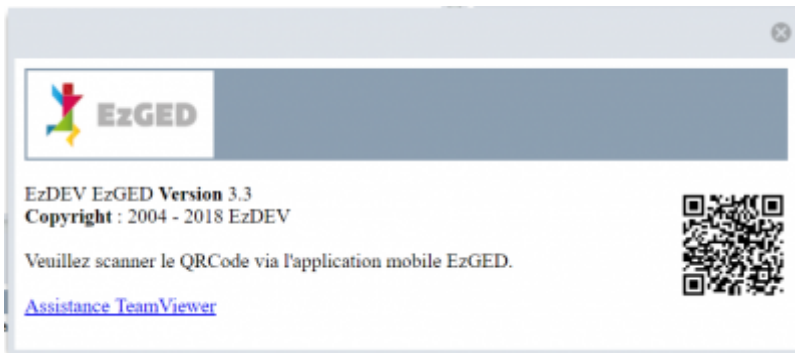 EzGED
EzDEV EzGED Version 3.3
Copyright : 2004 - 2018 EzDEV
Veuillez scanner le QRCode via l'application mobile EzGED.
Assistance TeamViewer